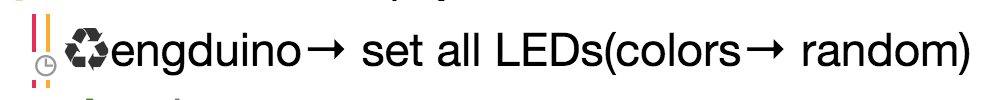 ♻engduino→ set all LEDs(colors→ random)